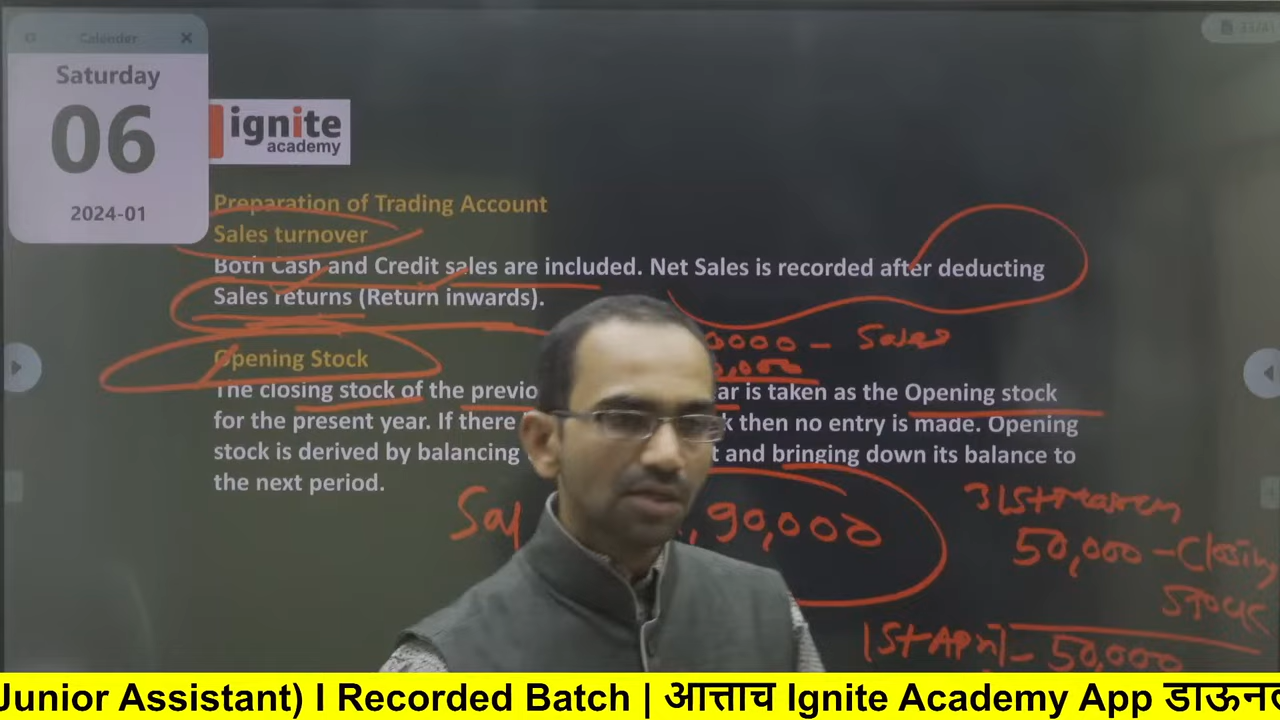 Calender
Saturday
06
2024-01
ignite
academy
Preparation of Trading Account
Sales turnover
Both Cash and Credit sales are included. Net Sales is recorded after deducting
Sales returns (Return inwards).
0000 - Sales
Opening Stock
The closing stock of the previo ar is taken as the Opening stock
for the present year. If there k then no entry is made. Opening
stock is derived by balancing t and bringing down its balance to
the next period.
Sal ,90,000
31st march
50,000 - Closing
Stock
1st April - 50,000
Junior Assistant) I Recorded Batch | आत्ताच Ignite Academy App डाऊनल